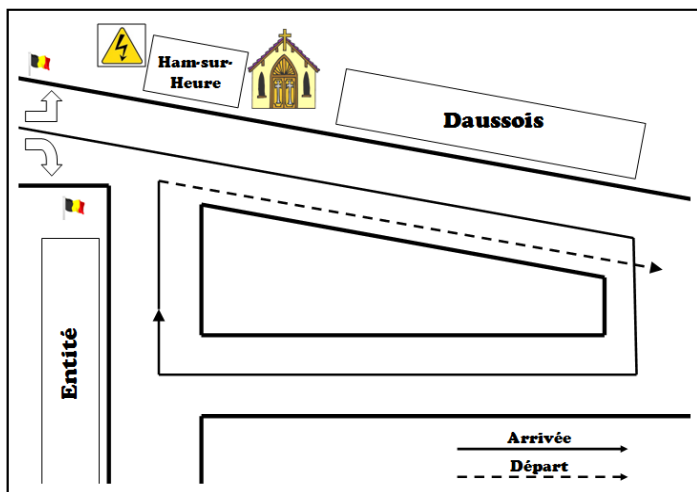 Ham-sur-
Heure
Daussois
Entité
Arrivée
Départ